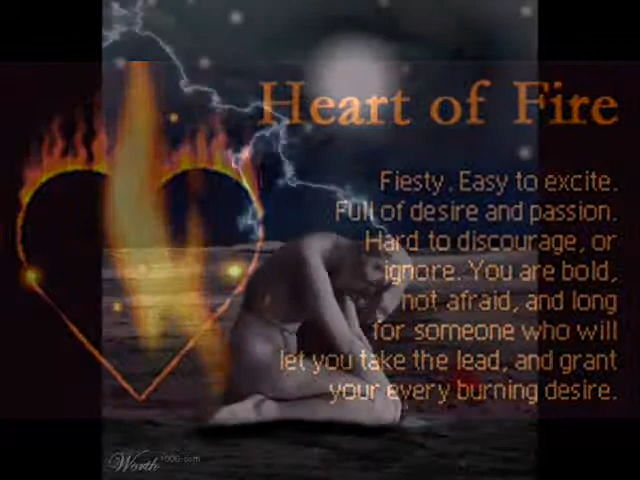 Heart of Fire
Fiesty. Easy to excite.
Full of desire and passion.
Hard to discourage, or
ignore. You are bold,
not afraid, and long
for someone who will
let you take the lead, and grant
your every burning desire.
Worth1000.com